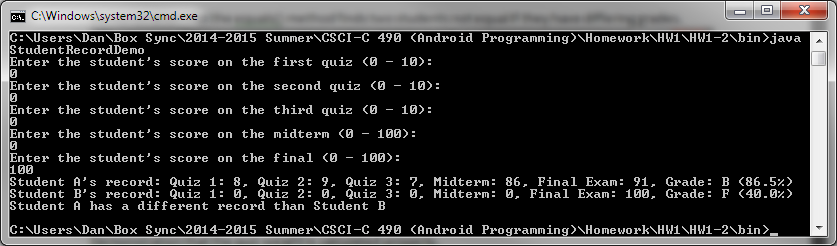 C:\Windows\system32\cmd.exe
C:\Users\Dan\Box Sync\2014-2015 Summer\CSCI-C 490 (Android Programming)\Homework\HW1\HW1-2\bin>java
StudentRecordDemo
Enter the student's score on the first quiz (0 - 10):
0
Enter the student's score on the second quiz (0 - 10):
0
Enter the student's score on the third quiz (0 - 10):
0
Enter the student's score on the midterm (0 - 100):
0
Enter the student's score on the final (0 - 100):
100
Student A's record: Quiz 1: 8, Quiz 2: 9, Quiz 3: 7, Midterm: 86, Final Exam: 91, Grade: B (86.5%)
Student B's record: Quiz 1: 0, Quiz 2: 0, Quiz 3: 0, Midterm: 0, Final Exam: 100, Grade: F (40.0%)
Student A has a different record than Student B
C:\Users\Dan\Box Sync\2014-2015 Summer\CSCI-C 490 (Android Programming)\Homework\HW1\HW1-2\bin>_